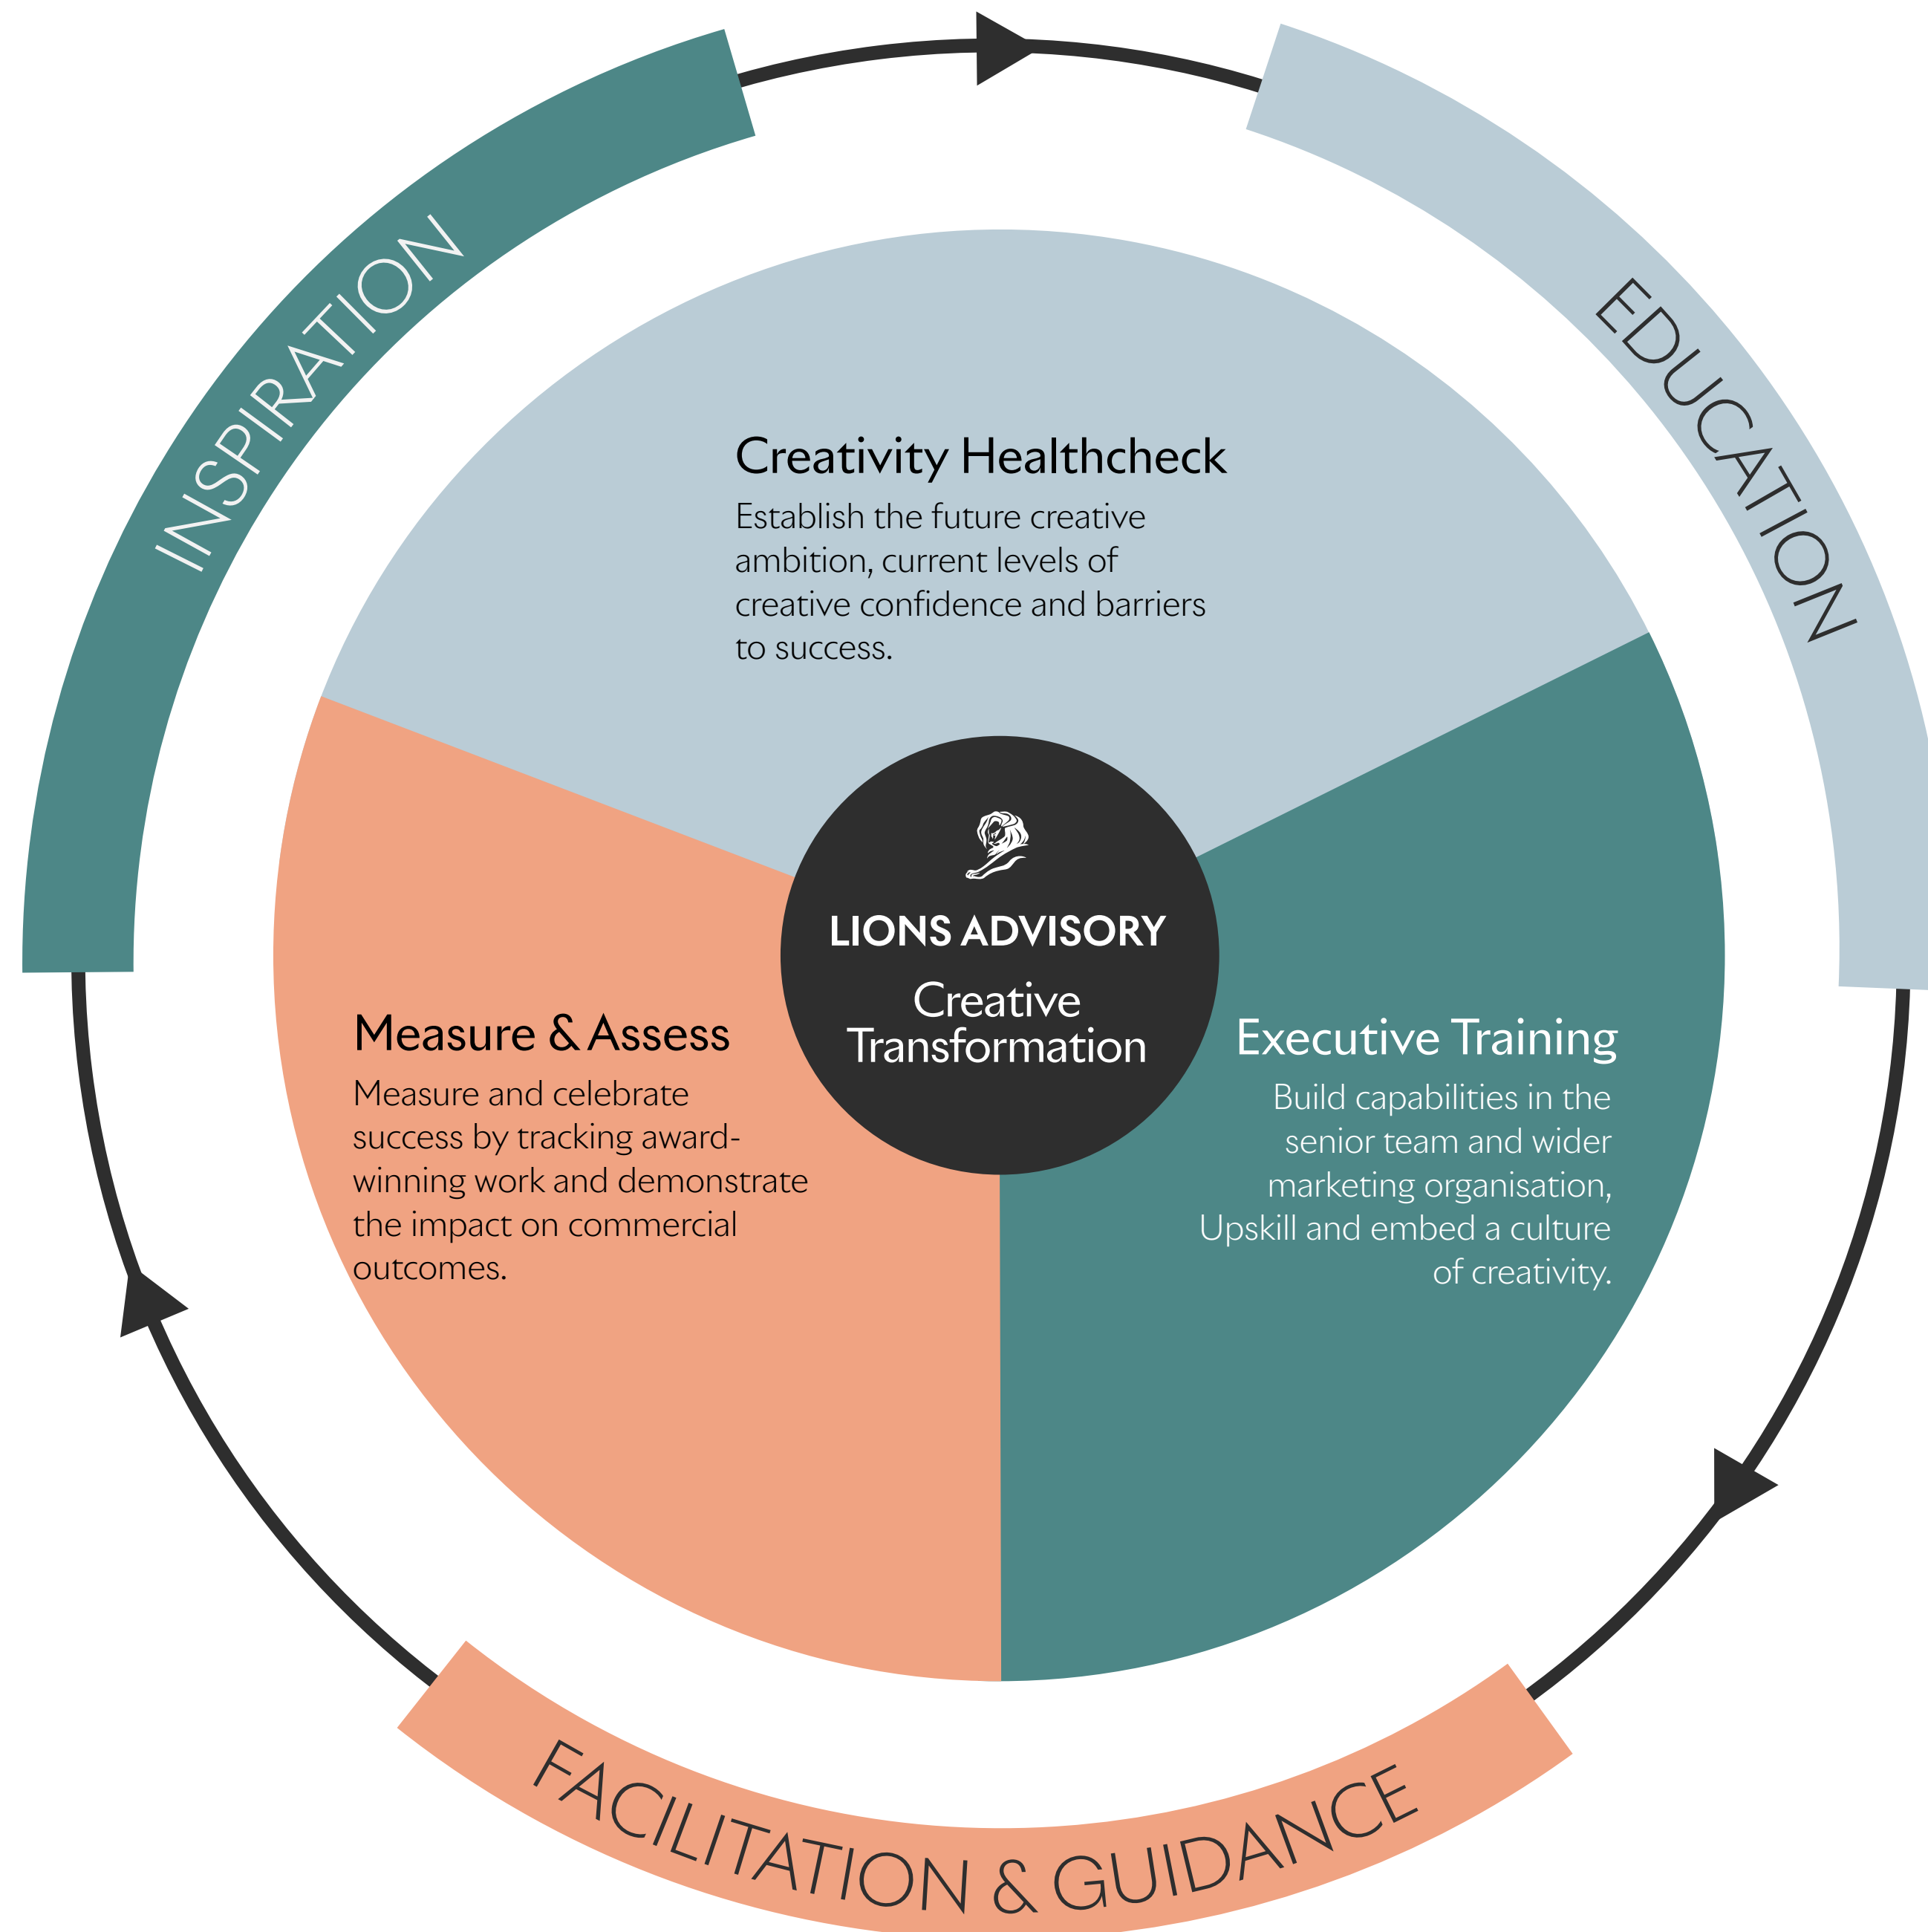 INSPIRATION
EDUCATION
Creativity Healthcheck
Establish the future creative
ambition, current levels of
creative confidence and barriers
to success.
LIONS ADVISORY
Creative
Transformation
Measure & Assess
Measure and celebrate
success by tracking award-
winning work and demonstrate
the impact on commercial
outcomes.
Executive Training
Build capabilities in the
senior team and wider
marketing organisation,
Upskill and embed a culture
of creativity.
FACILITATION & GUIDANCE